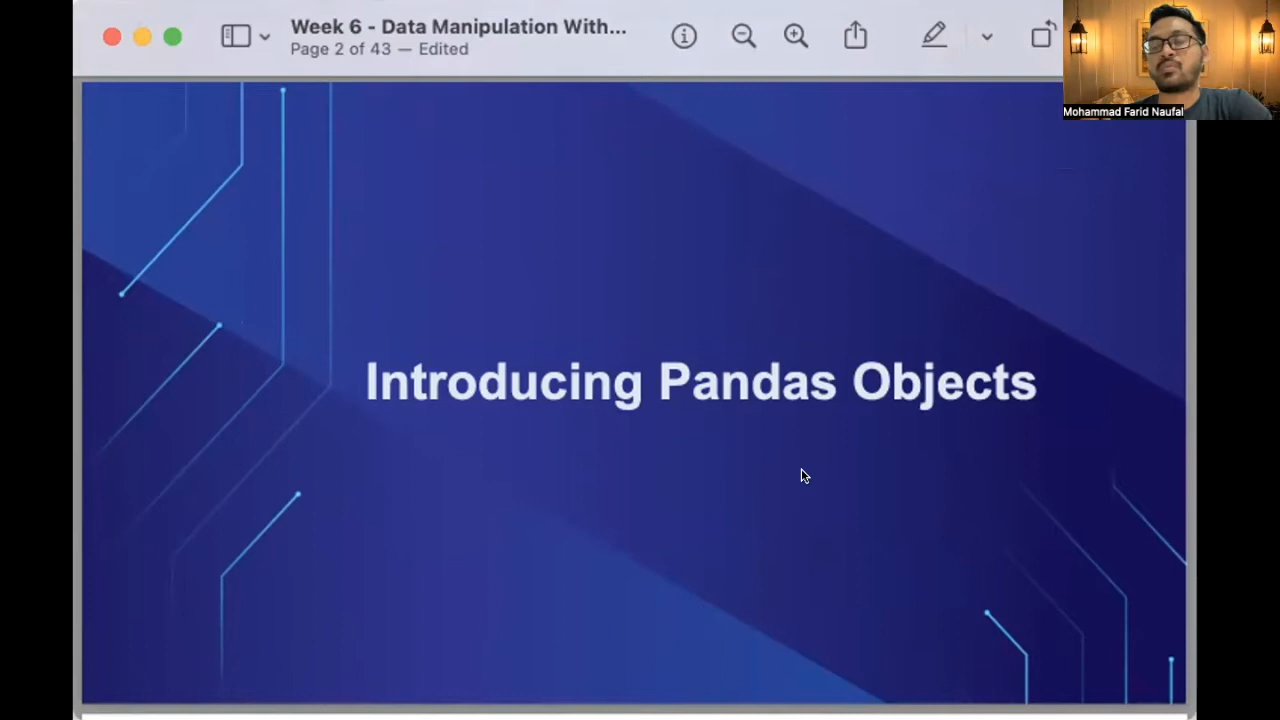 Week 6 - Data Manipulation With...
Page 2 of 43 — Edited
Mohammad Farid Naufal
Introducing Pandas Objects